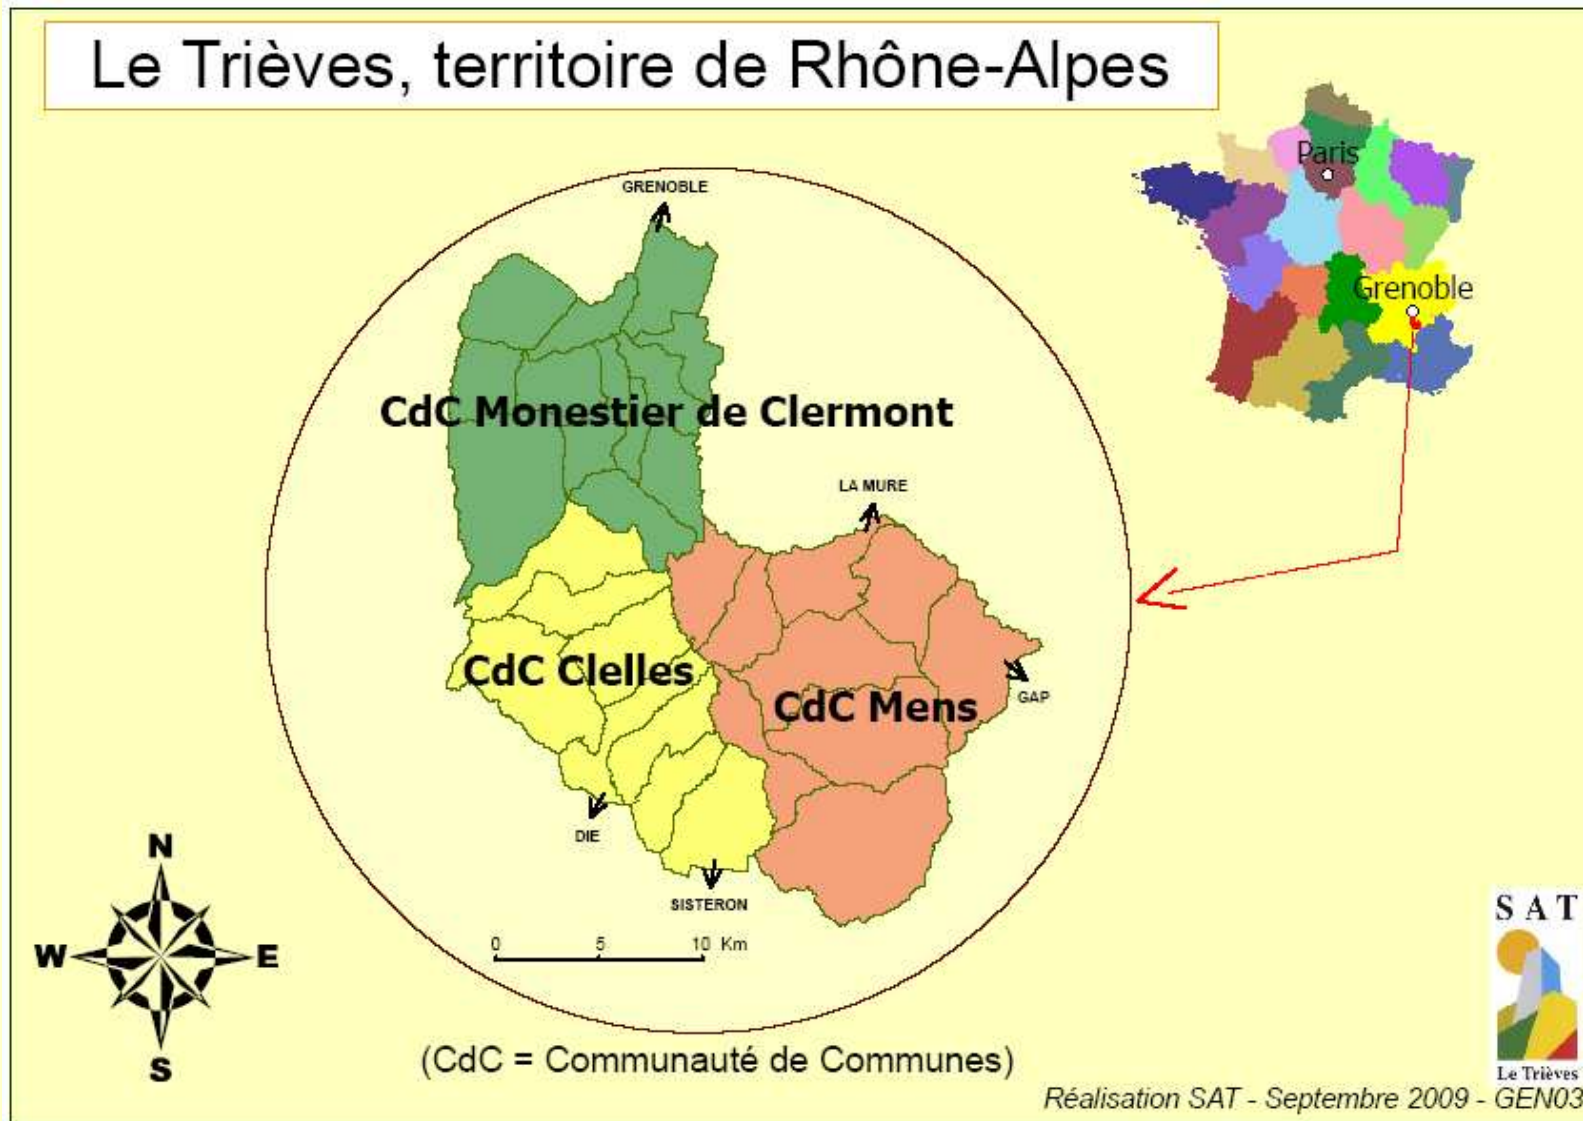 Le Trièves, territoire de Rhône-Alpes
Paris
Grenoble
GRENOBLE
CdC Monestier de Clermont
LA MURE
CdC Clelles
CdC Mens
GAP
DIE
SISTERON
0 5 10 Km
N
W E
S
(CdC = Communauté de Communes)
SAT
Le Trièves
Réalisation SAT - Septembre 2009 - GEN03